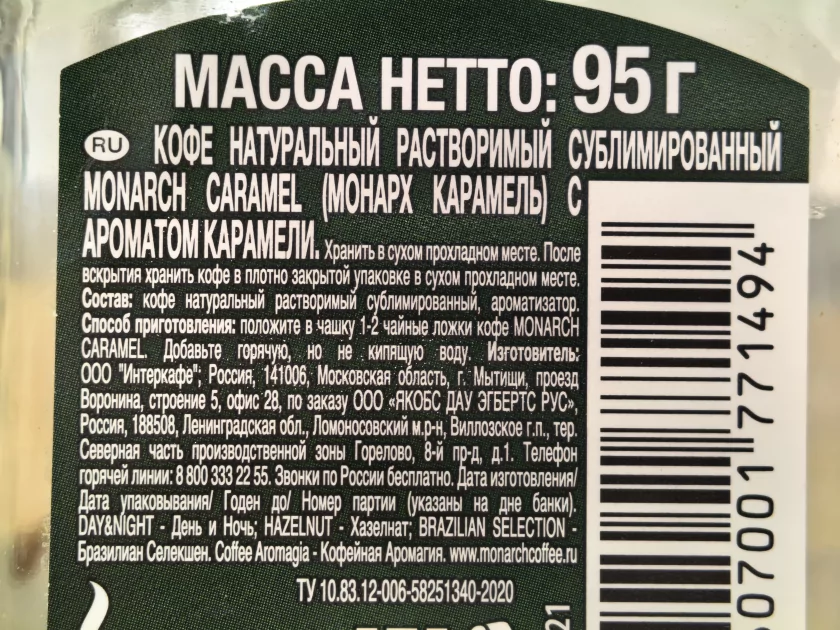 МАССА НЕТТО: 95 г
RU КОФЕ НАТУРАЛЬНЫЙ РАСТВОРИМЫЙ СУБЛИМИРОВАННЫЙ
MONARCH CARAMEL (МОНАРХ КАРАМЕЛЬ) С
АРОМАТОМ КАРАМЕЛИ. Хранить в сухом прохладном месте. После
вскрытия хранить кофе в плотно закрытой упаковке в сухом прохладном месте.
Состав: кофе натуральный растворимый сублимированный, ароматизатор.
Способ приготовления: положите в чашку 1-2 чайные ложки кофе MONARCH
CARAMEL. Добавьте горячую, но не кипящую воду. Изготовитель:
ООО "Интеркафе"; Россия, 141006, Московская область, г. Мытищи, проезд
Воронина, строение 5, офис 28, по заказу ООО «ЯКОБС ДАУ ЭГБЕРТС РУС»,
Россия, 188508, Ленинградская обл., Ломоносовский м.р-н, Виллозское г.п., тер.
Северная часть производственной зоны Горелово, 8-й пр-д, д.1. Телефон
горячей линии: 8 800 333 22 55. Звонки по России бесплатно. Дата изготовления/
Дата упаковывания/ Годен до/ Номер партии (указаны на дне банки).
DAY&NIGHT - День и Ночь; HAZELNUT - Хазелнат; BRAZILIAN SELECTION -
Бразилиан Селекшен. Coffee Aromagia - Кофейная Аромагия. www.monarchcoffee.ru
ТУ 10.83.12-006-58251340-2020
07001 771494
21